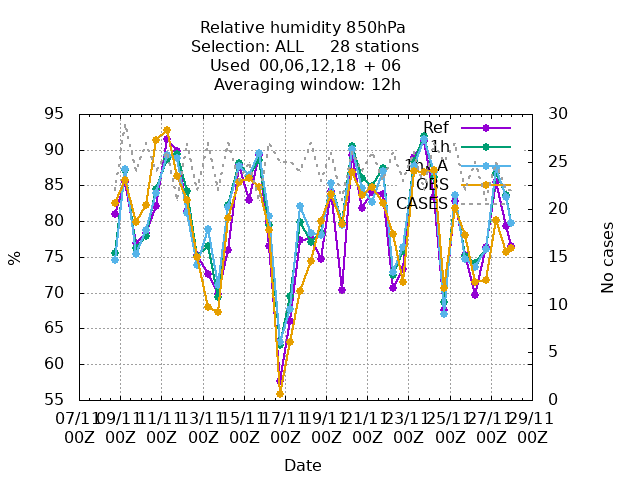 Relative humidity 850hPa
Selection: ALL 28 stations
Used 00,06,12,18 + 06
Averaging window: 12h
95 30
90 25
85 20
80 15
75 10
70 5
65 0
60
55
%
No cases
Ref
1h
OBS
CASES
07/11 09/11 11/11 13/11 15/11 17/11 19/11 21/11 23/11 25/11 27/11 29/11
00Z 00Z 00Z 00Z 00Z 00Z 00Z 00Z 00Z 00Z 00Z 00Z
Date